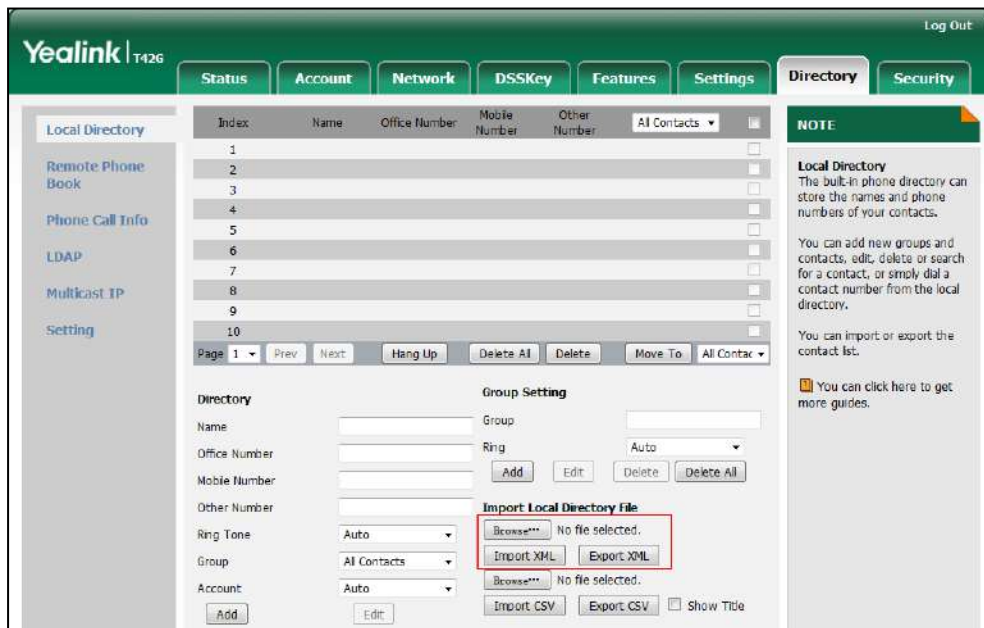 Log Out
Yealink | T42G
Status Account Network DSSKey Features Settings Directory Security
Local Directory
Remote Phone
Book
Phone Call Info
LDAP
Multicast IP
Setting
Index Name Office Number Mobile Number Other Number All Contacts
1
2
3
4
5
6
7
8
9
10
Page 1 Prev Next Hang Up Delete All Delete Move To All Contac
Directory
Name
Office Number
Mobile Number
Other Number
Ring Tone Auto
Group All Contacts
Account Auto
Add Edit
Group Setting
Group
Ring Auto
Add Edit Delete Delete All
Import Local Directory File
Browse... No file selected.
Import XML Export XML
Browse... No file selected.
Import CSV Export CSV Show Title
NOTE
Local Directory
The built-in phone directory can
store the names and phone
numbers of your contacts.
You can add new groups and
contacts, edit, delete or search
for a contact, or simply dial a
contact number from the local
directory.
You can import or export the
contact list.
You can click here to get
more guides.